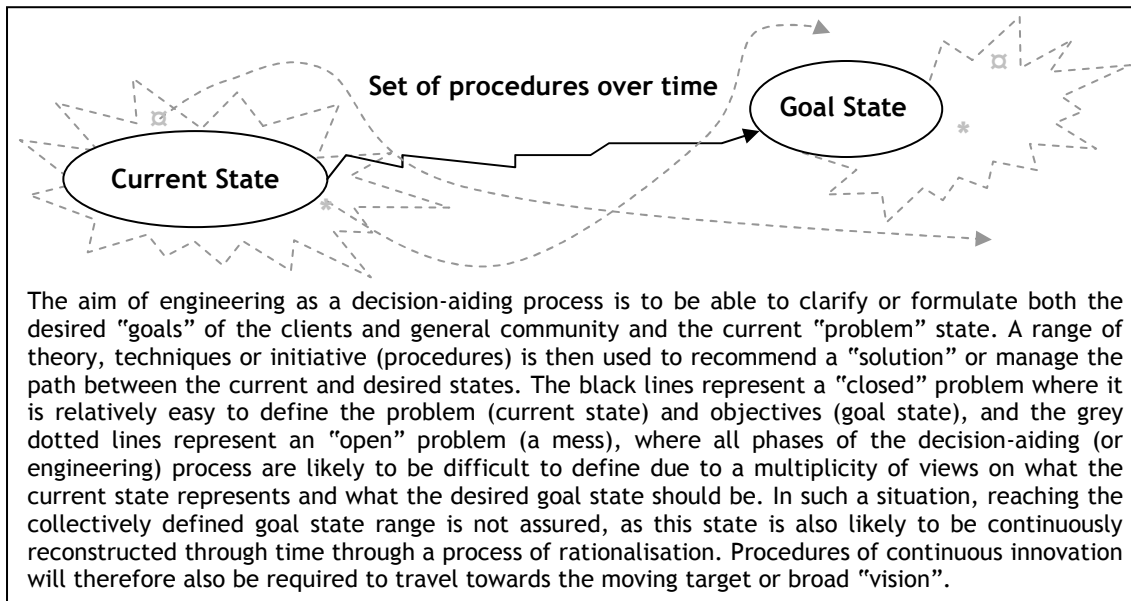 Set of procedures over time
Goal State
Current State
The aim of engineering as a decision-aiding process is to be able to clarify or formulate both the
desired “goals” of the clients and general community and the current “problem” state. A range of
theory, techniques or initiative (procedures) is then used to recommend a “solution” or manage the
path between the current and desired states. The black lines represent a “closed” problem where it
is relatively easy to define the problem (current state) and objectives (goal state), and the grey
dotted lines represent an “open” problem (a mess), where all phases of the decision-aiding (or
engineering) process are likely to be difficult to define due to a multiplicity of views on what the
current state represents and what the desired goal state should be. In such a situation, reaching the
collectively defined goal state range is not assured, as this state is also likely to be continuously
reconstructed through time through a process of rationalisation. Procedures of continuous innovation
will therefore also be required to travel towards the moving target or broad “vision”.